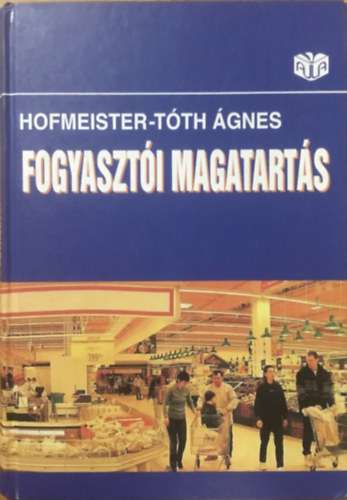 HOFMEISTER-TÓTH ÁGNES
FOGYASZTÓI MAGATARTÁS